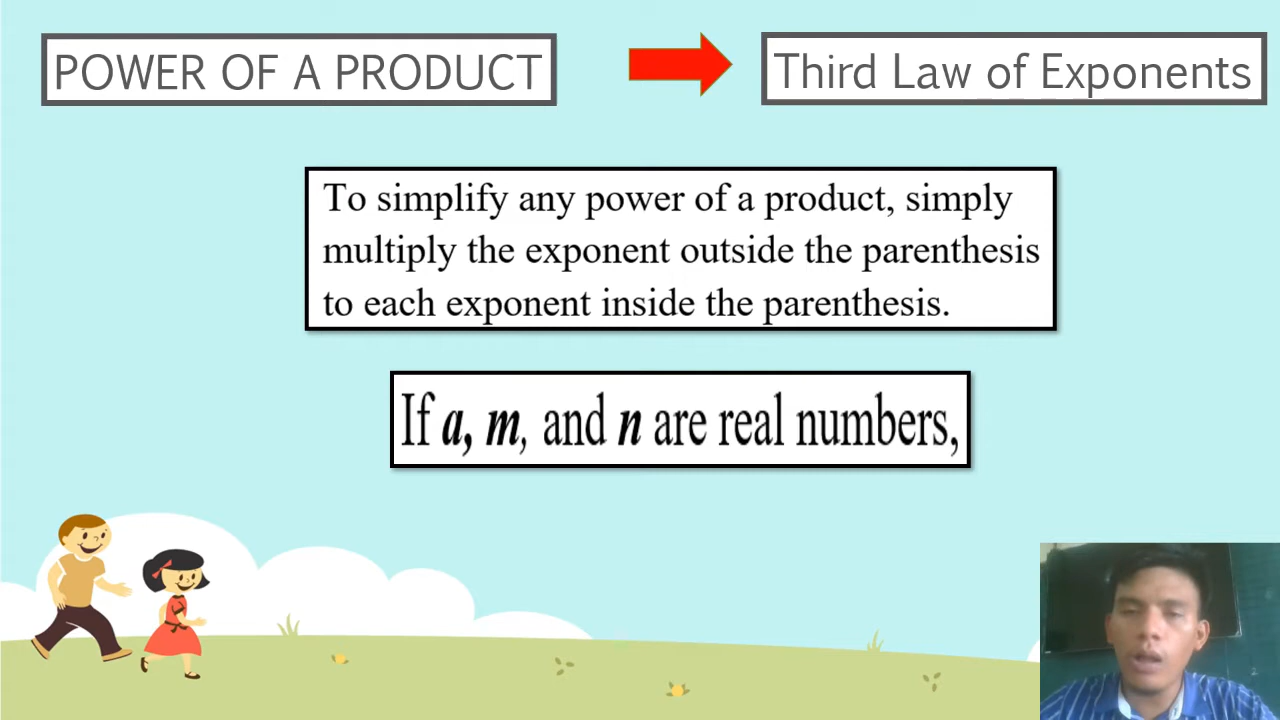 POWER OF A PRODUCT
Third Law of Exponents
To simplify any power of a product, simply
multiply the exponent outside the parenthesis
to each exponent inside the parenthesis.
If a, m, and n are real numbers,